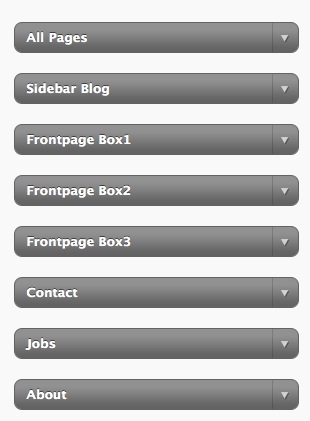 All Pages
Sidebar Blog
Frontpage Box1
Frontpage Box2
Frontpage Box3
Contact
Jobs
About